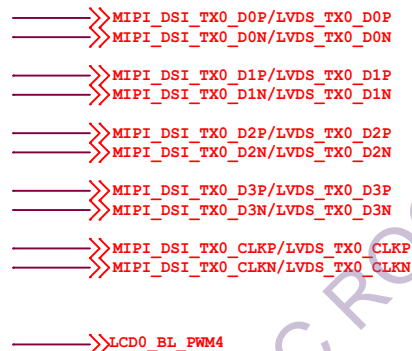 MIPI_DSI_TX0_D0P/LVDS_TX0_D0P
MIPI_DSI_TX0_D0N/LVDS_TX0_D0N
MIPI_DSI_TX0_D1P/LVDS_TX0_D1P
MIPI_DSI_TX0_D1N/LVDS_TX0_D1N
MIPI_DSI_TX0_D2P/LVDS_TX0_D2P
MIPI_DSI_TX0_D2N/LVDS_TX0_D2N
MIPI_DSI_TX0_D3P/LVDS_TX0_D3P
MIPI_DSI_TX0_D3N/LVDS_TX0_D3N
MIPI_DSI_TX0_CLKP/LVDS_TX0_CLKP
MIPI_DSI_TX0_CLKN/LVDS_TX0_CLKN
LCD0_BL_PWM4